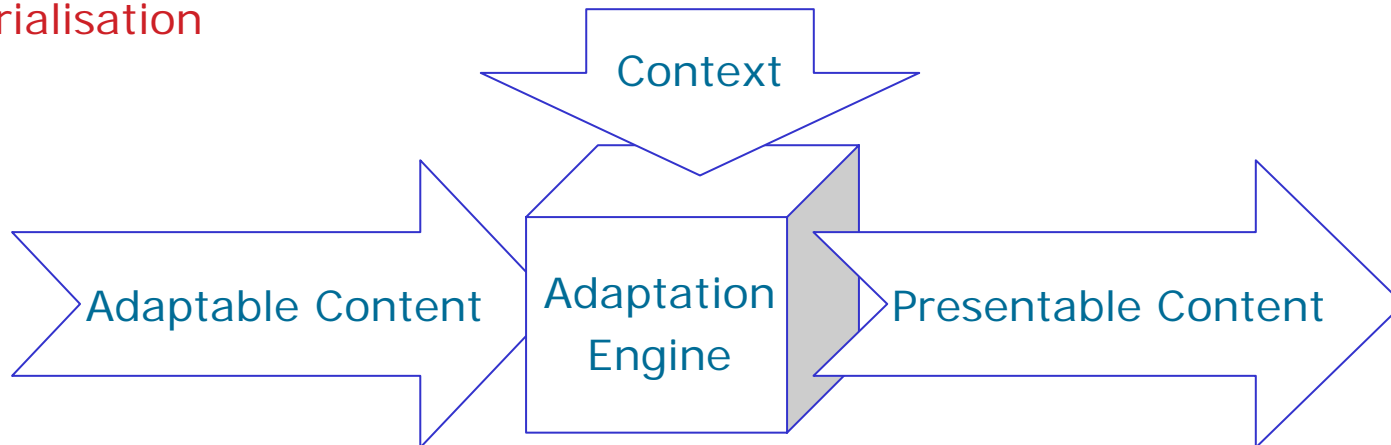 rialisation
Context
Adaptable Content
Adaptation
Engine
Presentable Content